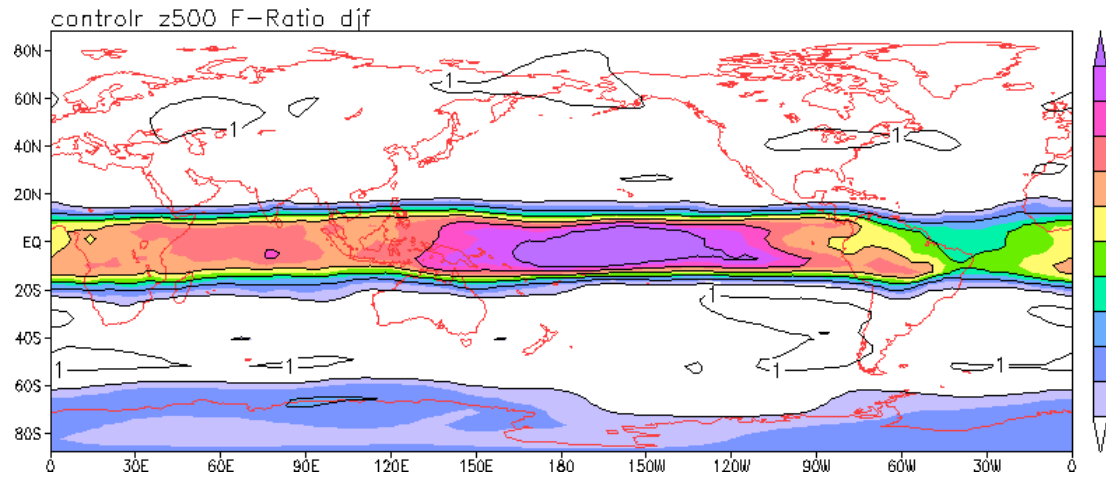 controlr z500 F-Ratio djf
80N
60N
40N
20N
EQ
20S
40S
60S
80S
1
1
1
1
1
1
1
1
1
0 30E 60E 90E 120E 150E 180 150W 120W 90W 60W 30W 0